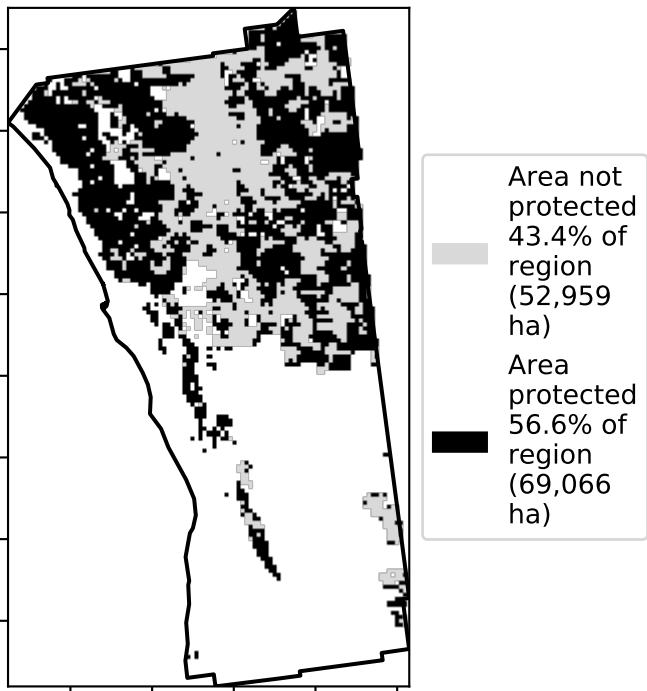 Area not
protected
43.4% of
region
(52,959
ha)
Area
protected
56.6% of
region
(69,066
ha)